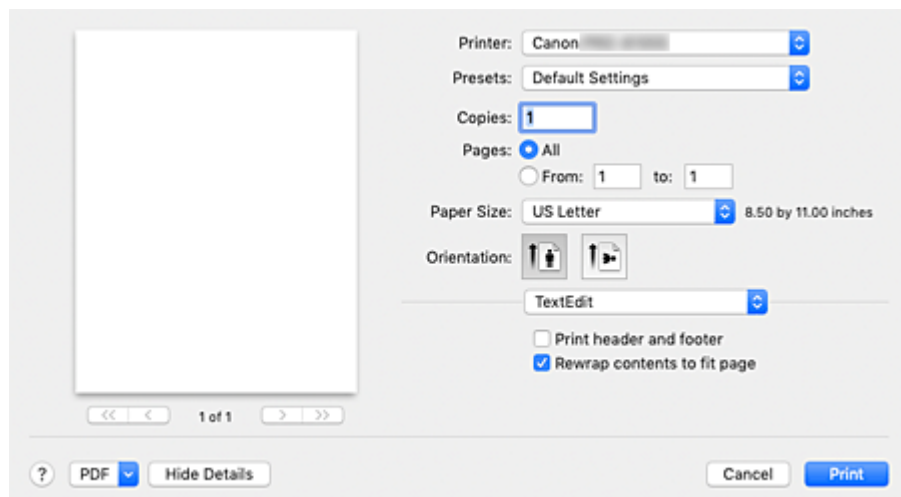 Printer: Canon
Presets: Default Settings
Copies: 1
Pages: All
From: 1 to: 1
Paper Size: US Letter 8.50 by 11.00 inches
Orientation:
TextEdit
Print header and footer
Rewrap contents to fit page
1 of 1
? PDF Hide Details Cancel Print